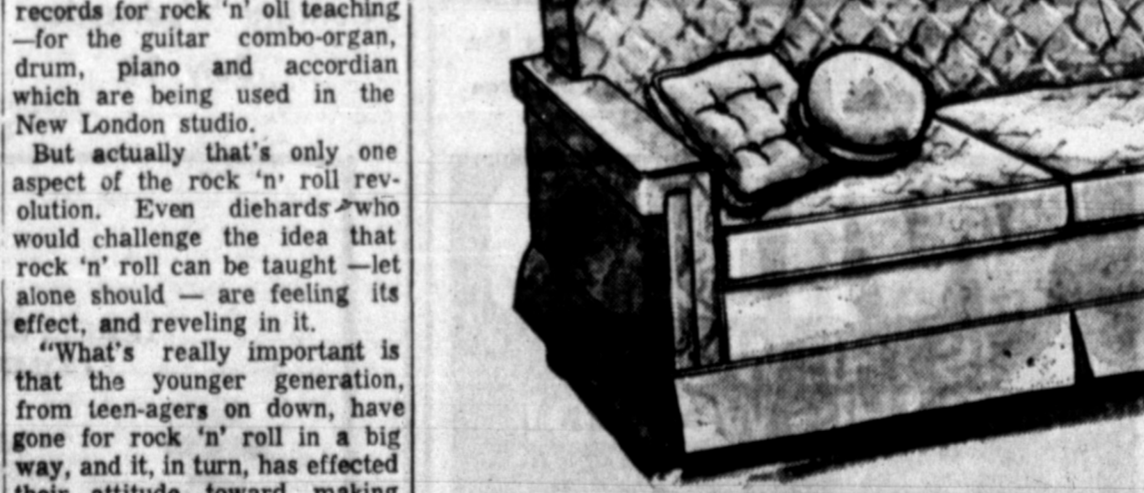 records for rock 'n' oll teaching
—for the guitar combo-organ,
drum, piano and accordian
which are being used in the
New London studio.
But actually that's only one
aspect of the rock 'n' roll rev-
olution. Even diehards who
would challenge the idea that
rock 'n' roll can be taught —let
alone should — are feeling its
effect, and reveling in it.
"What's really important is
that the younger generation,
from teen-agers on down, have
gone for rock 'n' roll in a big
way, and it, in turn, has effected
their attitude toward making